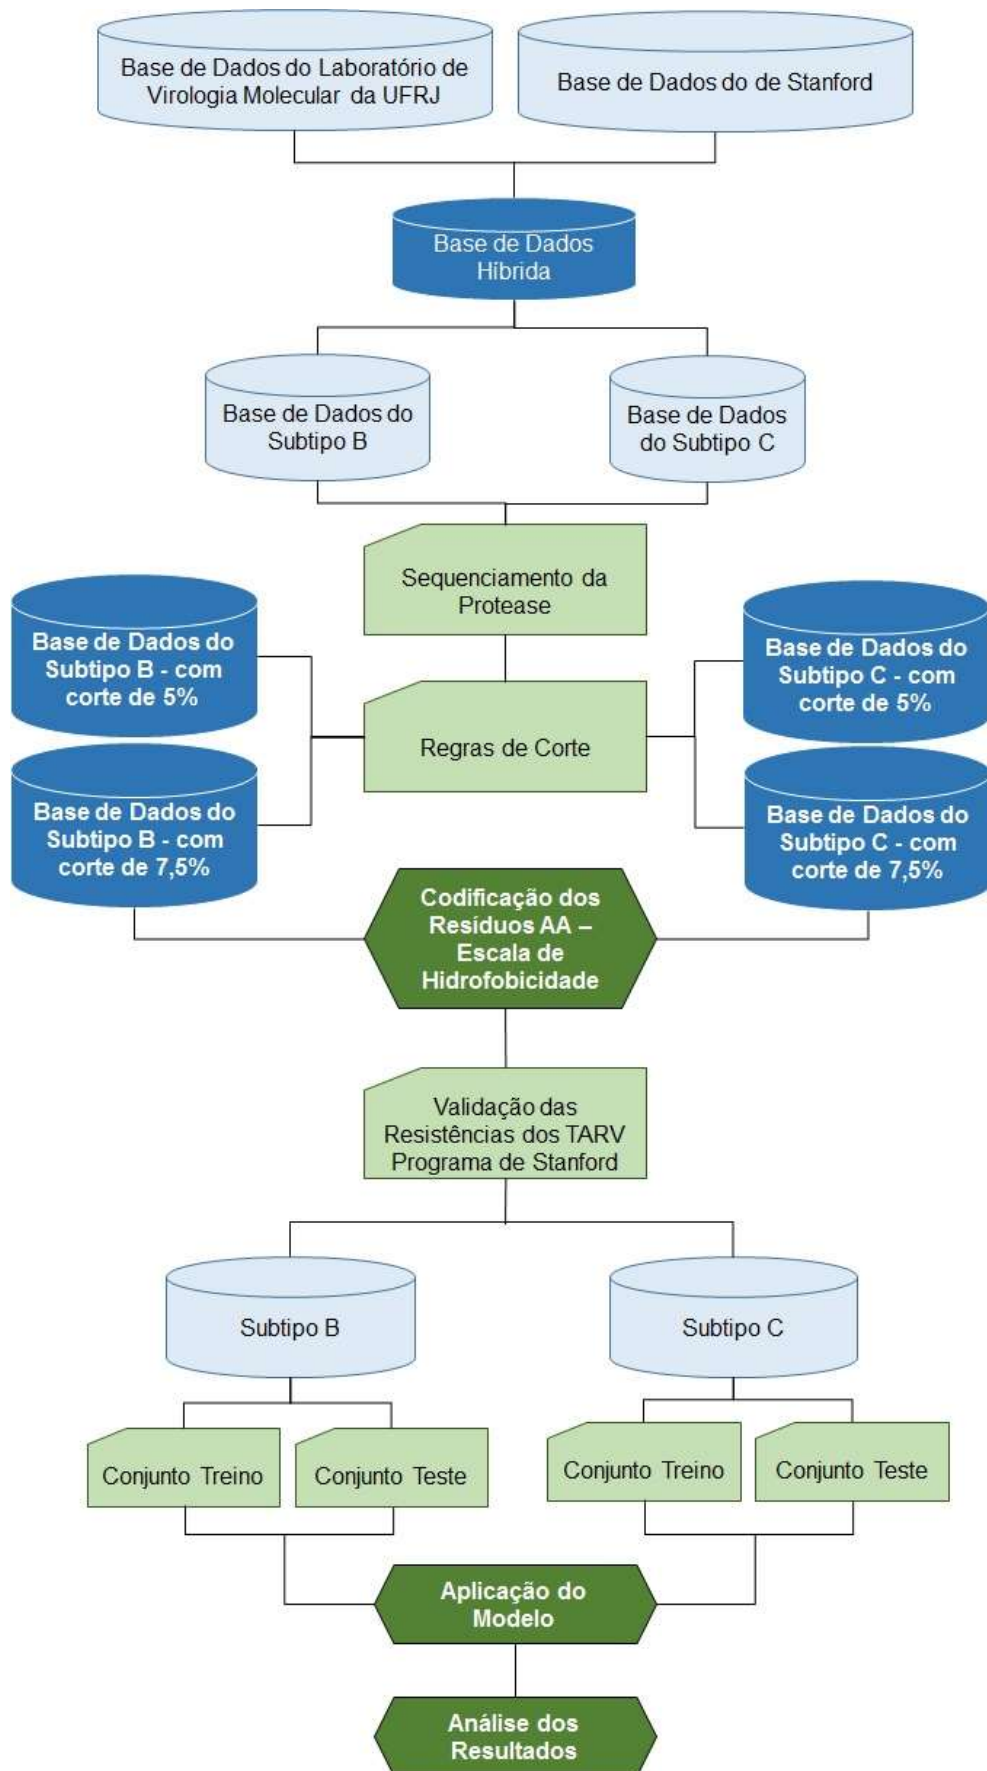 Base de Dados do Laboratório de
Virologia Molecular da UFRJ
Base de Dados do de Stanford
Base de Dados
Híbrida
Base de Dados do
Subtipo B
Base de Dados
do Subtipo C
Sequenciamento da
Protease
Base de Dados do
Subtipo B - com
corte de 5%
Base de Dados do
Subtipo C - com
corte de 5%
Regras de Corte
Base de Dados do
Subtipo B - com
corte de 7,5%
Base de Dados do
Subtipo C - com
corte de 7,5%
Codificação dos
Resíduos AA –
Escala de
Hidrofobicidade
Validação das
Resistências dos TARV
Programa de Stanford
Subtipo B
Subtipo C
Conjunto Treino
Conjunto Teste
Conjunto Treino
Conjunto Teste
Aplicação do
Modelo
Análise dos
Resultados